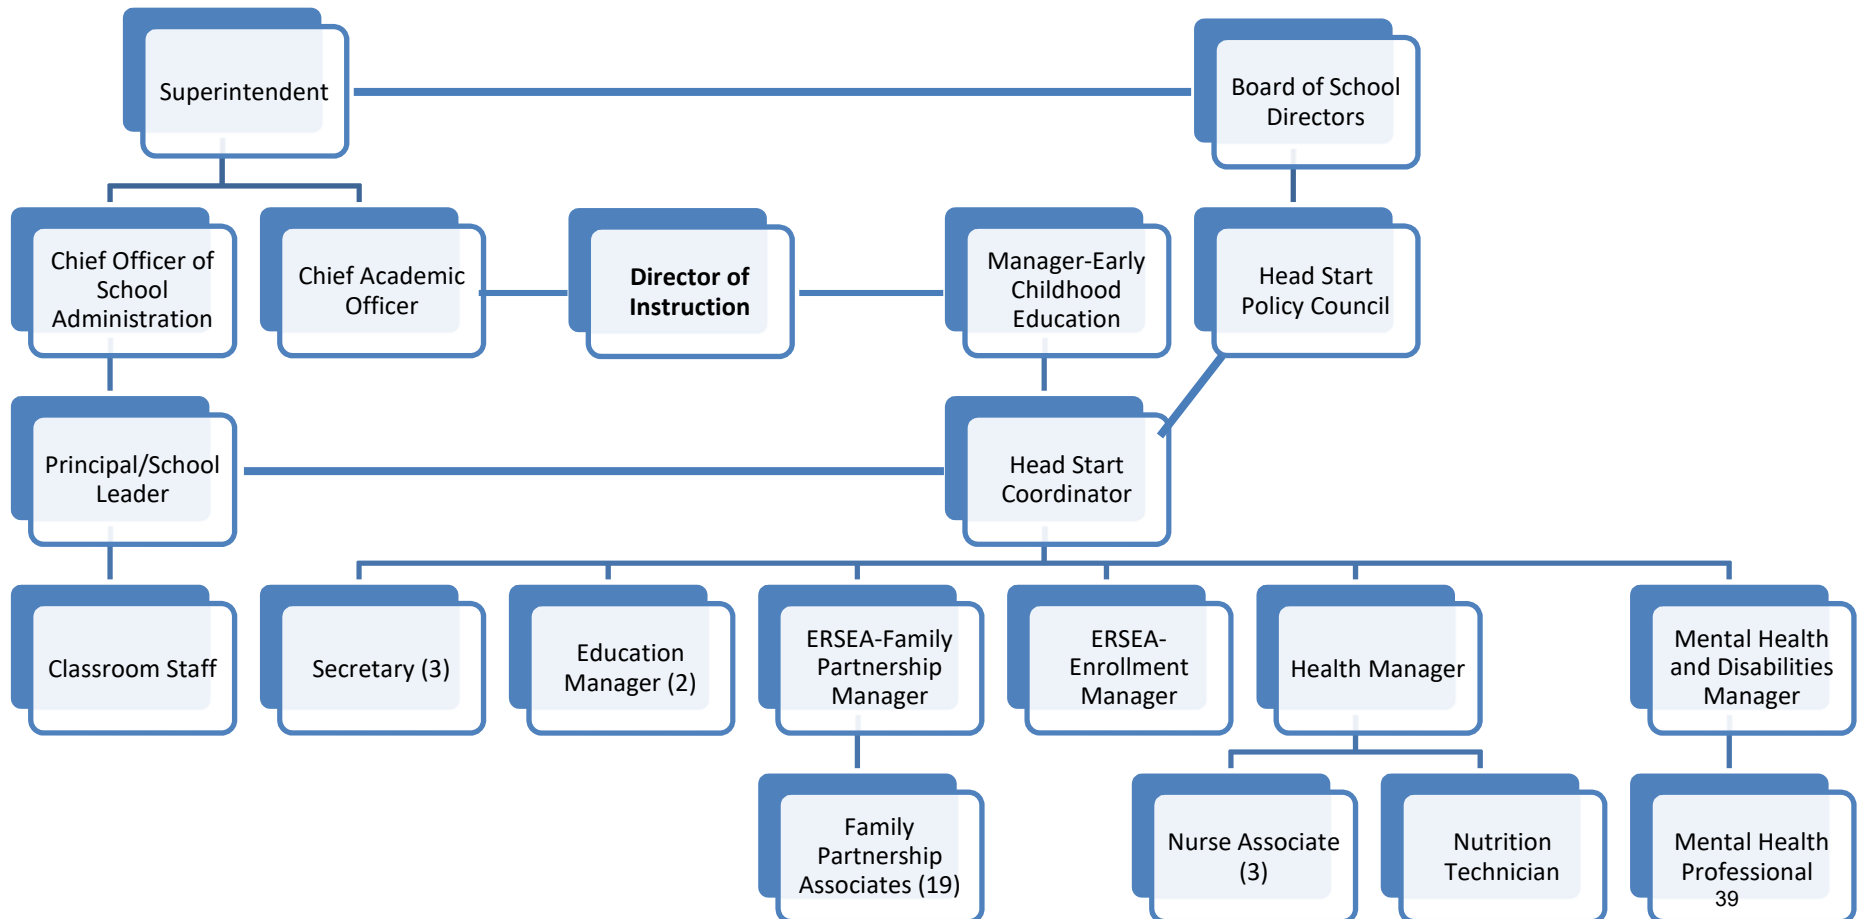 Superintendent
Board of School
Directors
Chief Officer of
School
Administration
Chief Academic
Officer
Director of
Instruction
Manager-Early
Childhood
Education
Head Start
Policy Council
Principal/School
Leader
Head Start
Coordinator
Classroom Staff
Secretary (3)
Education
Manager (2)
ERSEA-Family
Partnership
Manager
ERSEA-
Enrollment
Manager
Health Manager
Mental Health
and Disabilities
Manager
Family
Partnership
Associates (19)
Nurse Associate
(3)
Nutrition
Technician
Mental Health
Professional
39